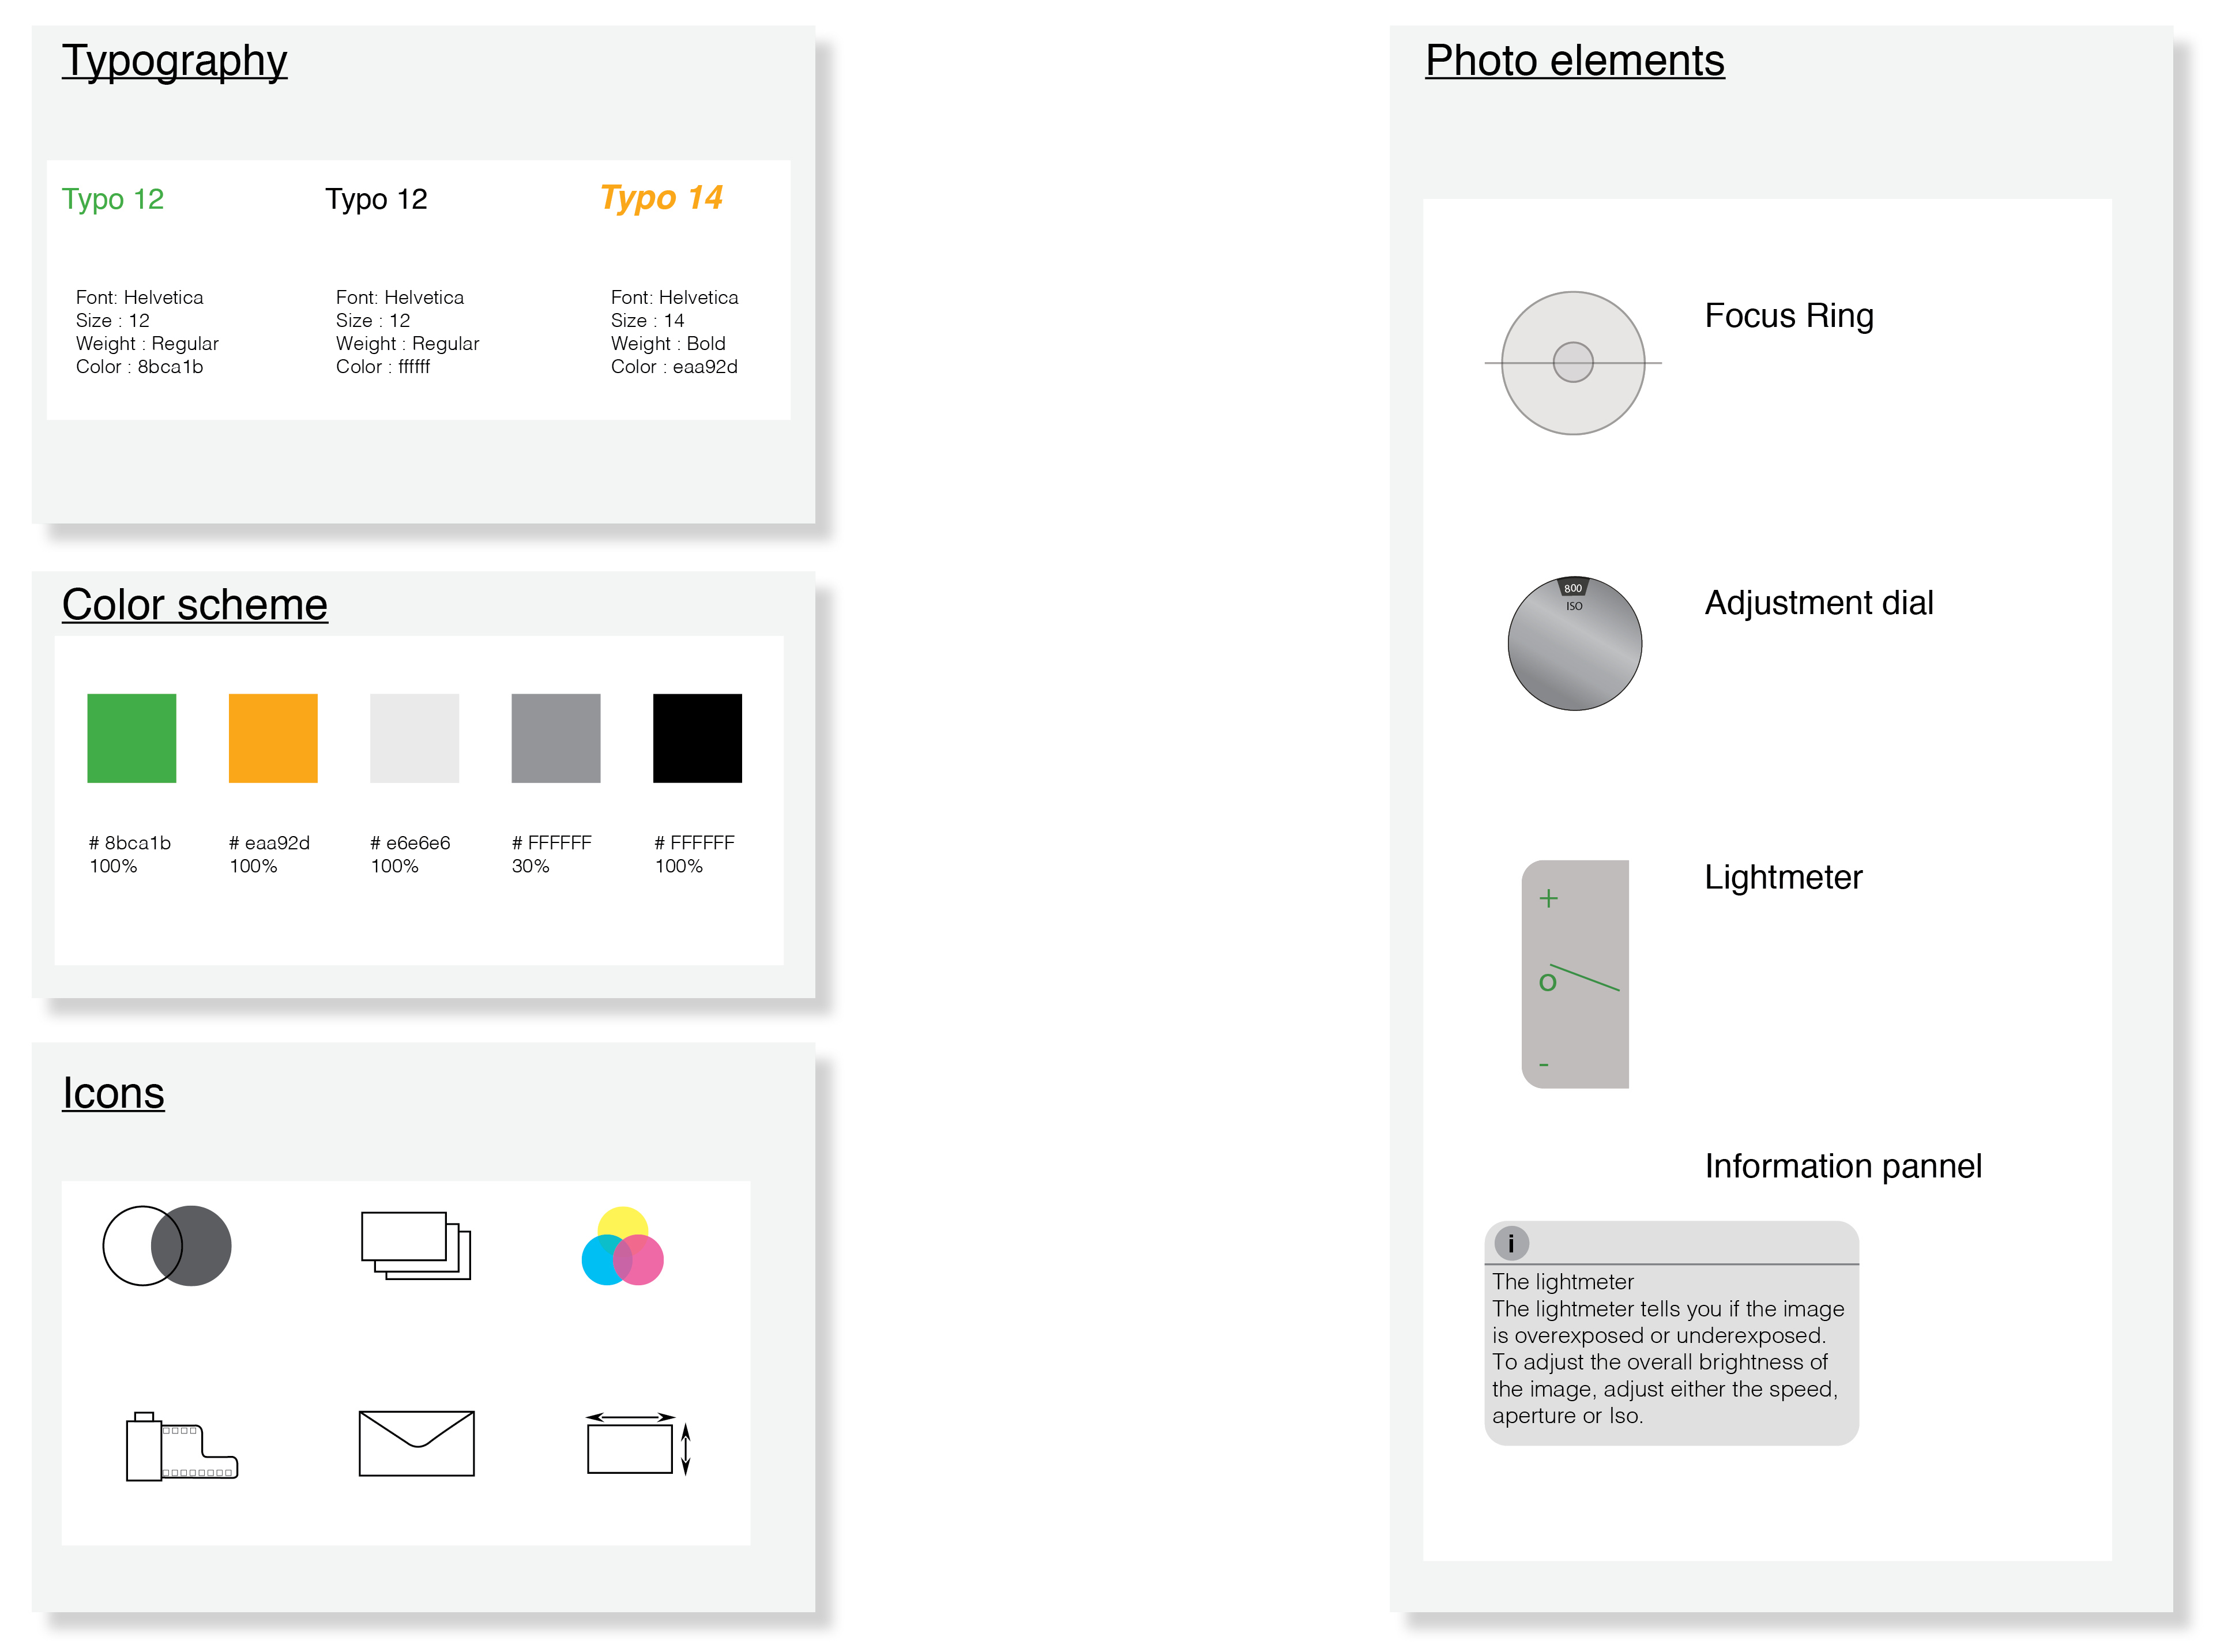 Typography
Typo 12
Font: Helvetica
Size : 12
Weight : Regular
Color : 8bca1b
Typo 12
Font: Helvetica
Size : 12
Weight : Regular
Color : ffffff
Typo 14
Font: Helvetica
Size : 14
Weight : Bold
Color : eaa92d
Color scheme
# 8bca1b
100%
# eaa92d
100%
# e6e6e6
100%
# FFFFFF
30%
# FFFFFF
100%
Icons
Photo elements
Focus Ring
800
ISO
Adjustment dial
+
o
-
Lightmeter
Information pannel
i
The lightmeter
The lightmeter tells you if the image
is overexposed or underexposed.
To adjust the overall brightness of
the image, adjust either the speed,
aperture or Iso.